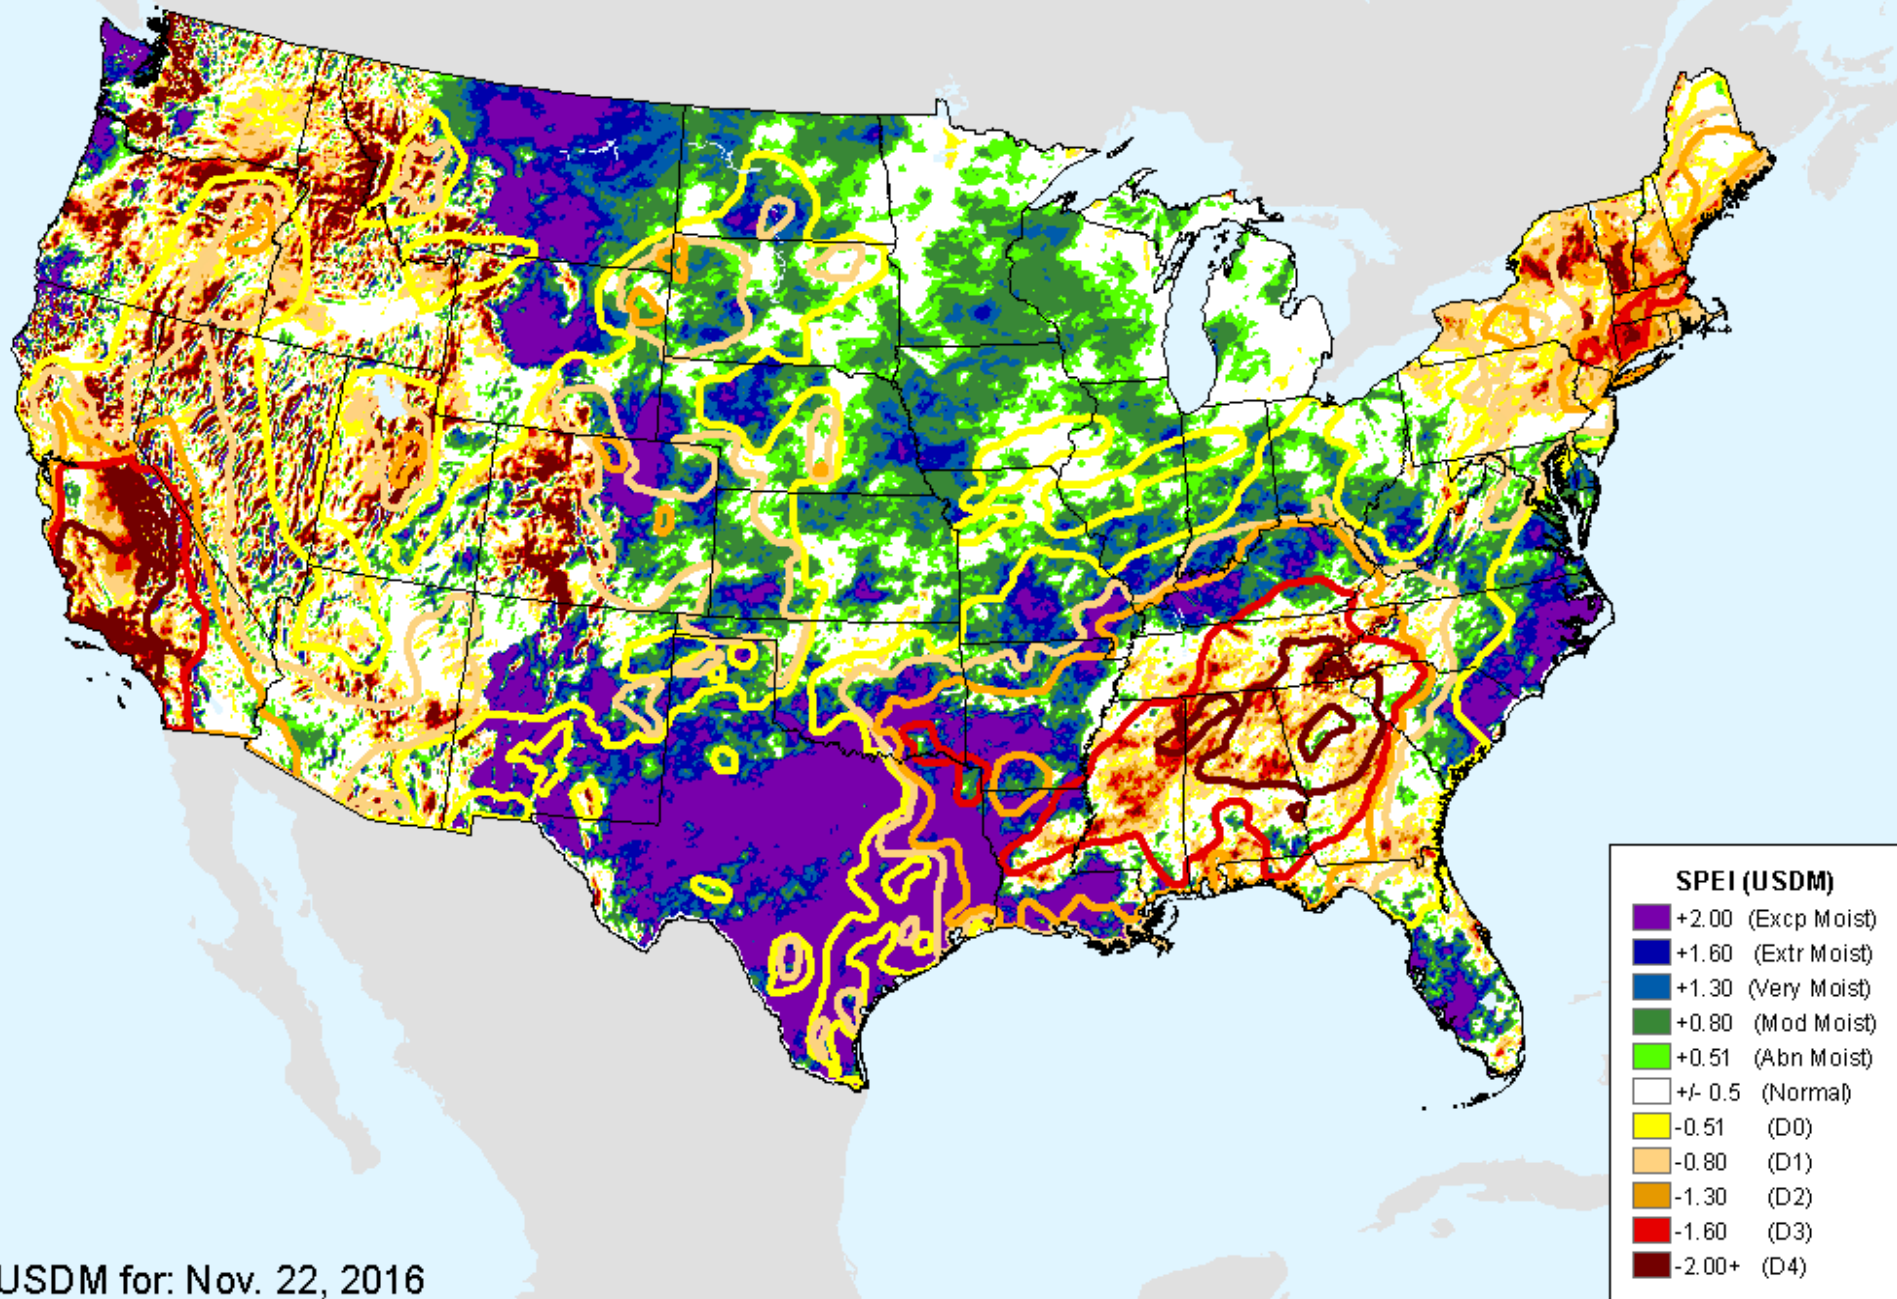 SPEI (USDM)
+2.00 (Excp Moist)
+1.60 (Extr Moist)
+1.30 (Very Moist)
+0.80 (Mod Moist)
+0.51 (Abn Moist)
+/- 0.5 (Normal)
-0.51 (D0)
-0.80 (D1)
-1.30 (D2)
-1.60 (D3)
-2.00+ (D4)
USDM for: Nov. 22, 2016